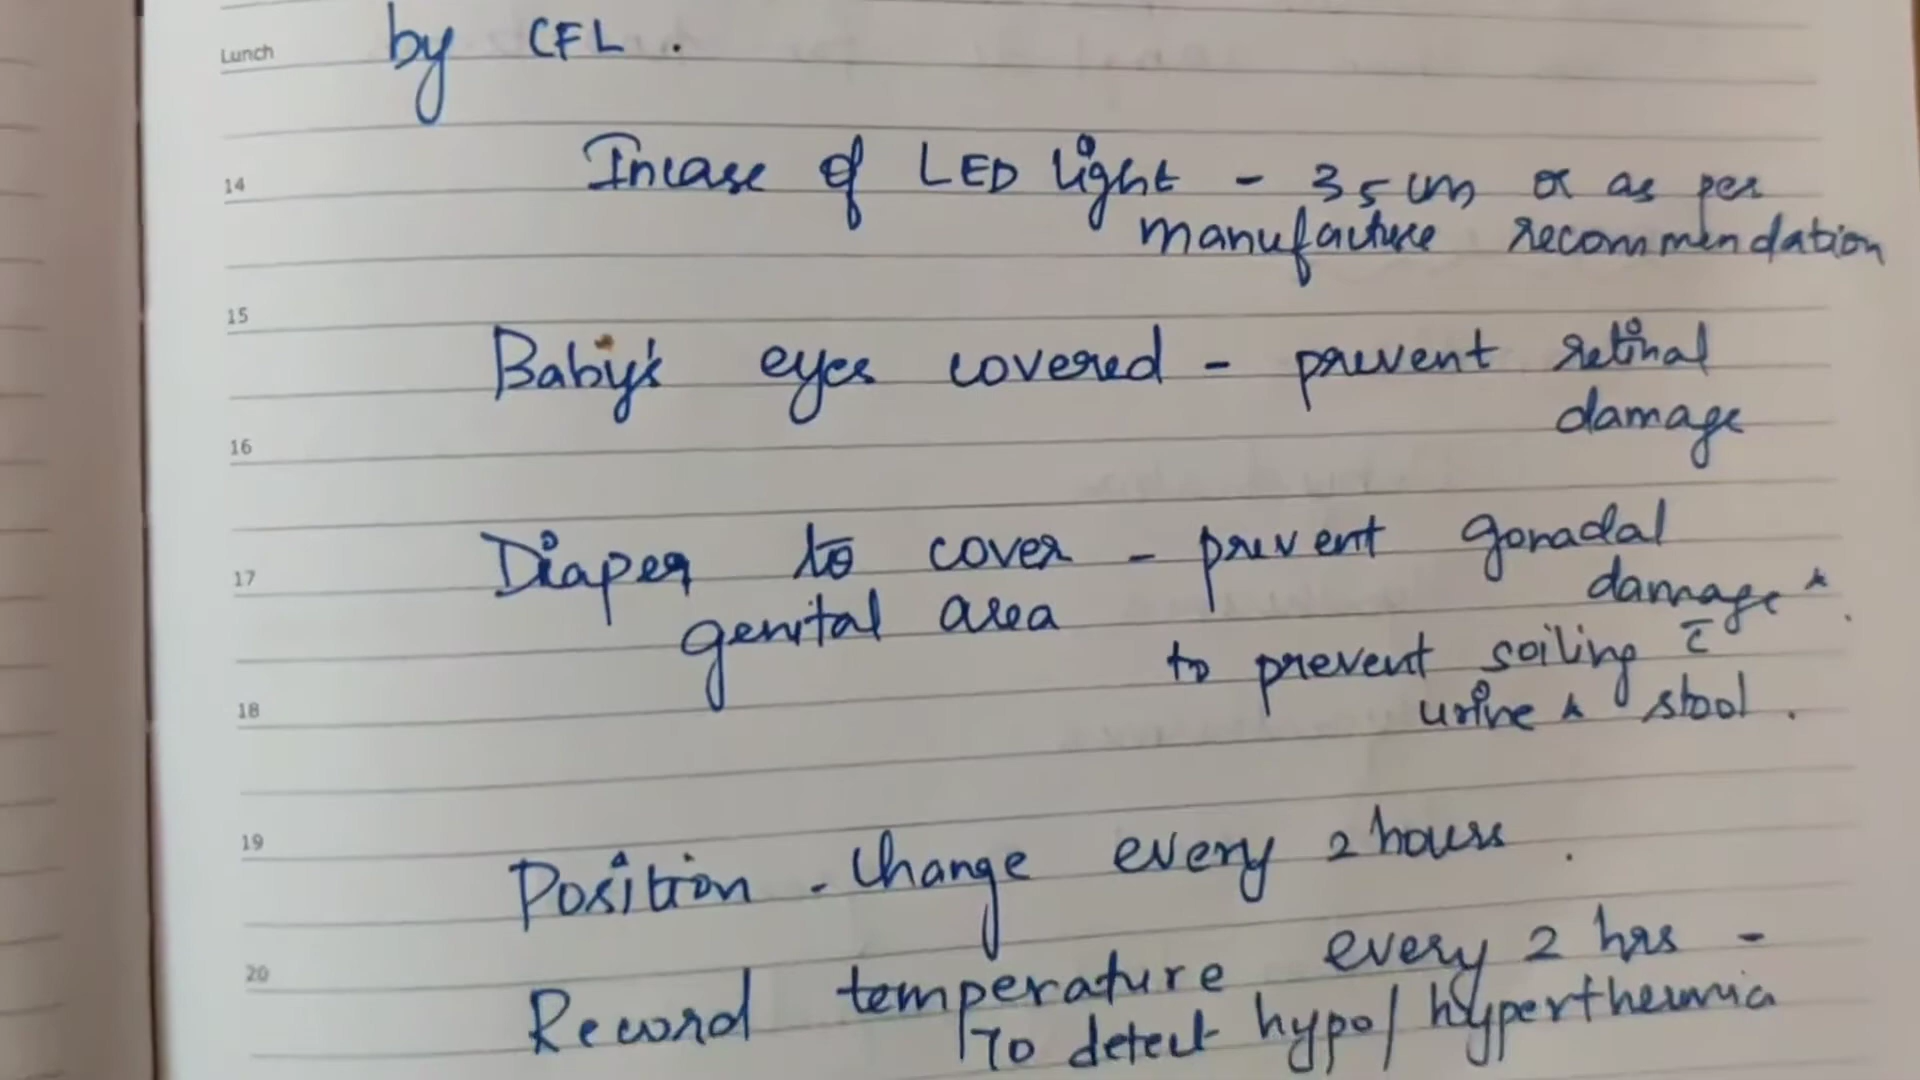 Lunch
by CFL.
14
Incase of LED light - 35 cm or as per
manufacture recommendation
15
Baby's eyes covered - prevent retinal
damage
16
17
Diaper to cover - prevent gonadal
genital area damage &
to prevent soiling c̄
18
urine & stool.
19
Position - Change every 2 hours.
20
Record temperature every 2 hrs -
To detect hypo/hyperthermia